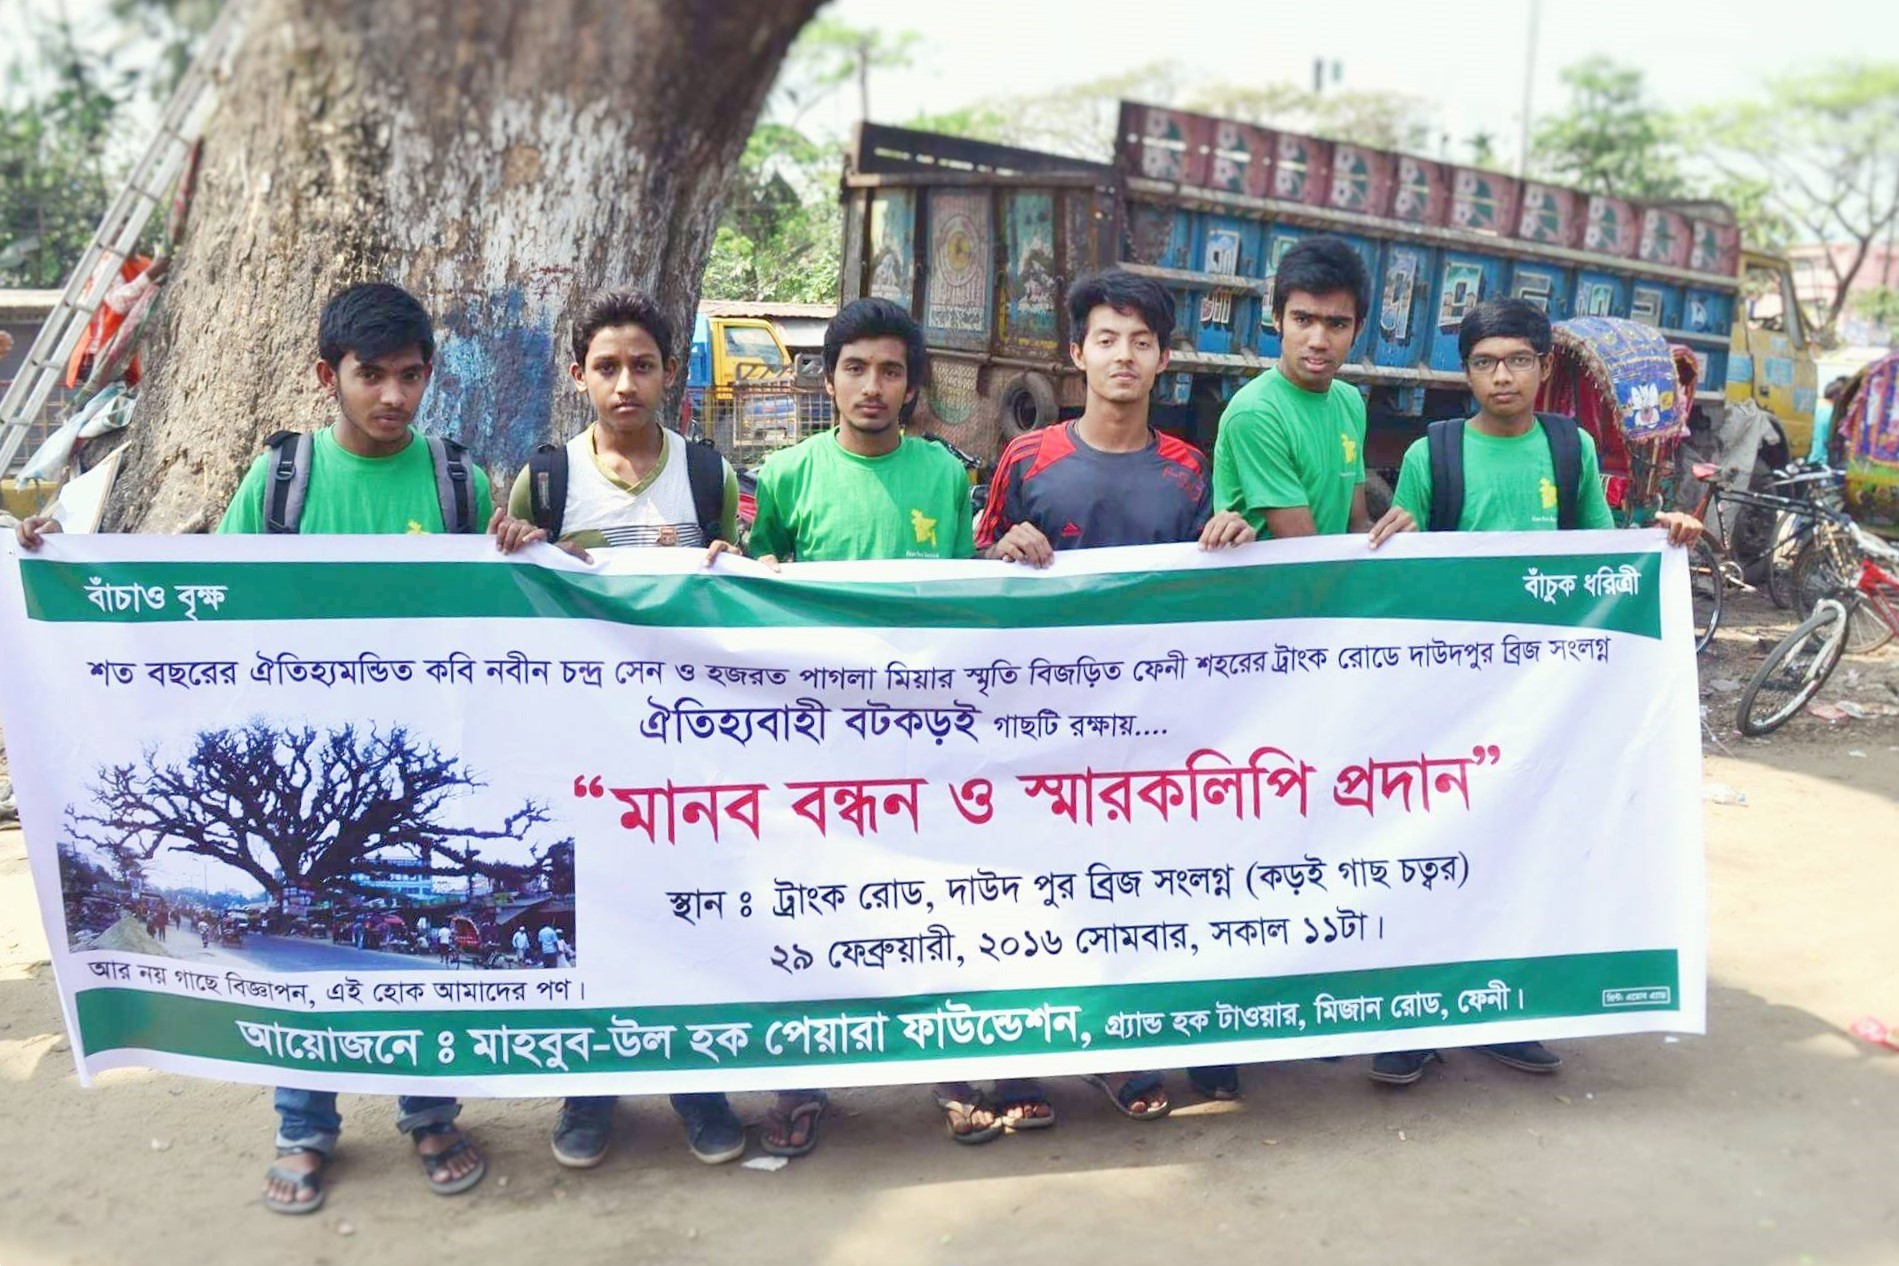 বাঁচাও বৃক্ষ
বাঁচুক ধরিত্রী
শত বছরের ঐতিহ্যমন্ডিত কবি নবীন চন্দ্র সেন ও হজরত পাগলা মিয়ার স্মৃতি বিজড়িত ফেনী শহরের ট্রাংক রোডে দাউদপুর ব্রিজ সংলগ্ন
ঐতিহ্যবাহী বটকড়ই গাছটি রক্ষায়....
“মানব বন্ধন ও স্মারকলিপি প্রদান”
স্থান ঃ ট্রাংক রোড, দাউদ পুর ব্রিজ সংলগ্ন (কড়ই গাছ চত্বর)
২৯ ফেব্রুয়ারী, ২০১৬ সোমবার, সকাল ১১টা।
আর নয় গাছে বিজ্ঞাপন, এই হোক আমাদের পণ।
আয়োজনে ঃ মাহবুব-উল হক পেয়ারা ফাউন্ডেশন, গ্র্যান্ড হক টাওয়ার, মিজান রোড, ফেনী।